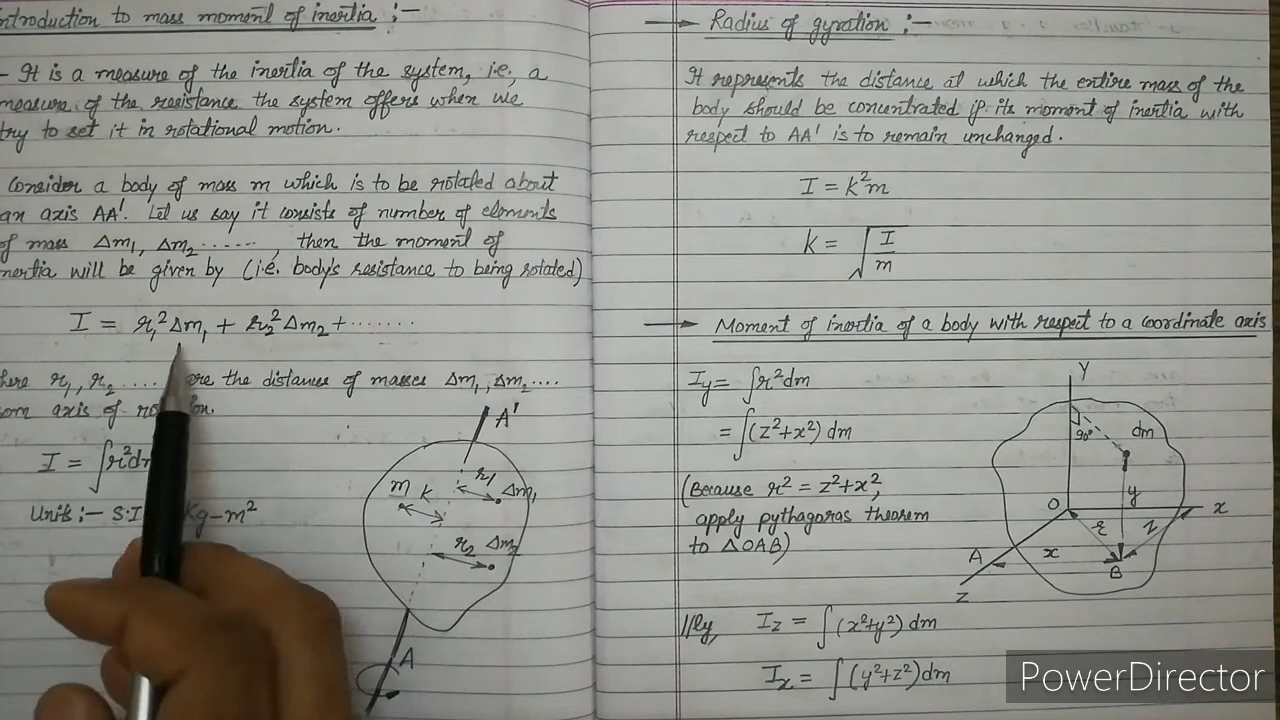 ntroduction to mass moment of inertia :-
- It is a measure of the inertia of the system, i.e., a
measure of the resistance the system offers when we
try to set it in rotational motion.
Consider a body of mass m which is to be rotated about
an axis AA'. Let us say it consists of number of elements
of mass Δm₁, Δm₂ ......, then the moment of
nertia will be given by (i.e. body's resistance to being rotated)
I = r₁²Δm₁ + r₂²Δm₂ + .......
here r₁, r₂ .... are the distance of masses Δm₁, Δm₂....
om axis of
I = ∫r²dm
Units :- S.I Kg-m²
A'
r₁
Δm₁
m
k
r₂
Δm₂
A
→ Radius of gyration :-
It represents the distance at which the entire mass of the
body should be concentrated if its moment of inertia with
respect to AA' is to remain unchanged.
I = k²m
k = √(I/m)
→ Moment of inertia of a body with respect to a coordinate axis
Iy = ∫r²dm
= ∫(z²+x²) dm
(Because r² = z²+x²,
apply pythagoras theorem
to ΔOAB)
Y
90°
dm
y
O
x
r
z
A
x
B
Z
||ly, Iz = ∫(x²+y²) dm
Ix = ∫(y²+z²)dm
PowerDirector